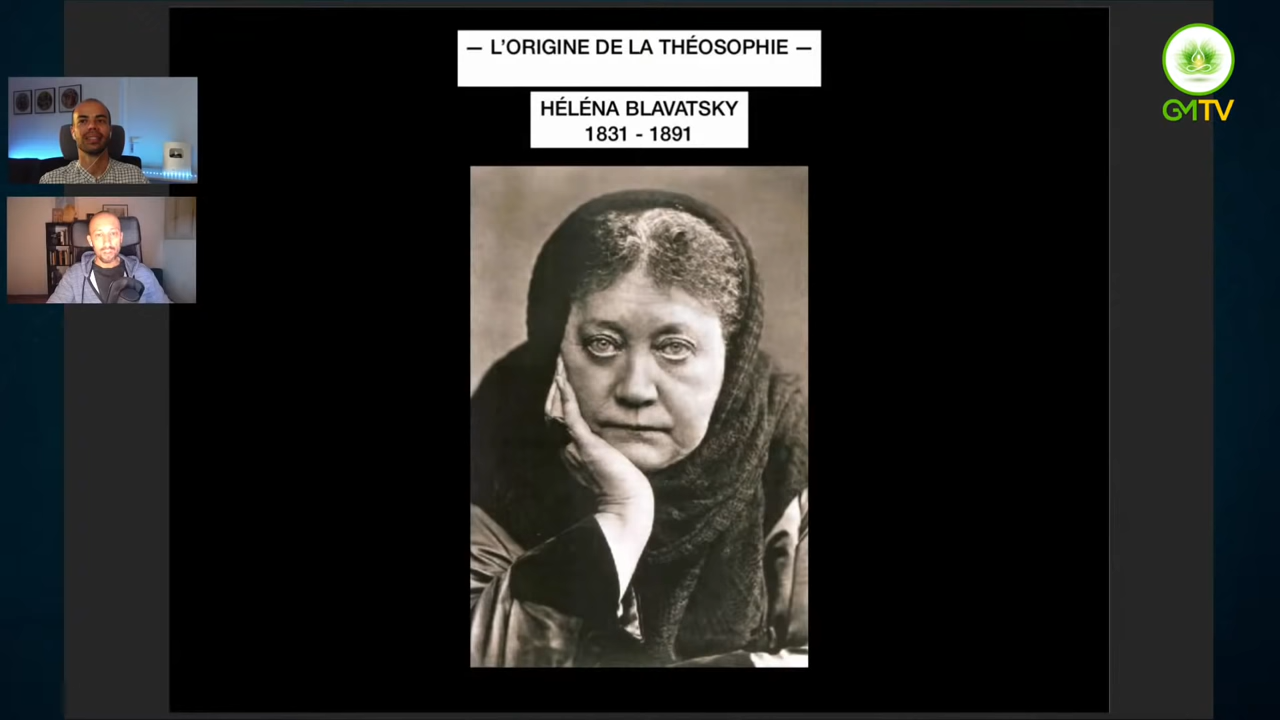 — L'ORIGINE DE LA THÉOSOPHIE —
HÉLÉNA BLAVATSKY
1831 - 1891
GMTV